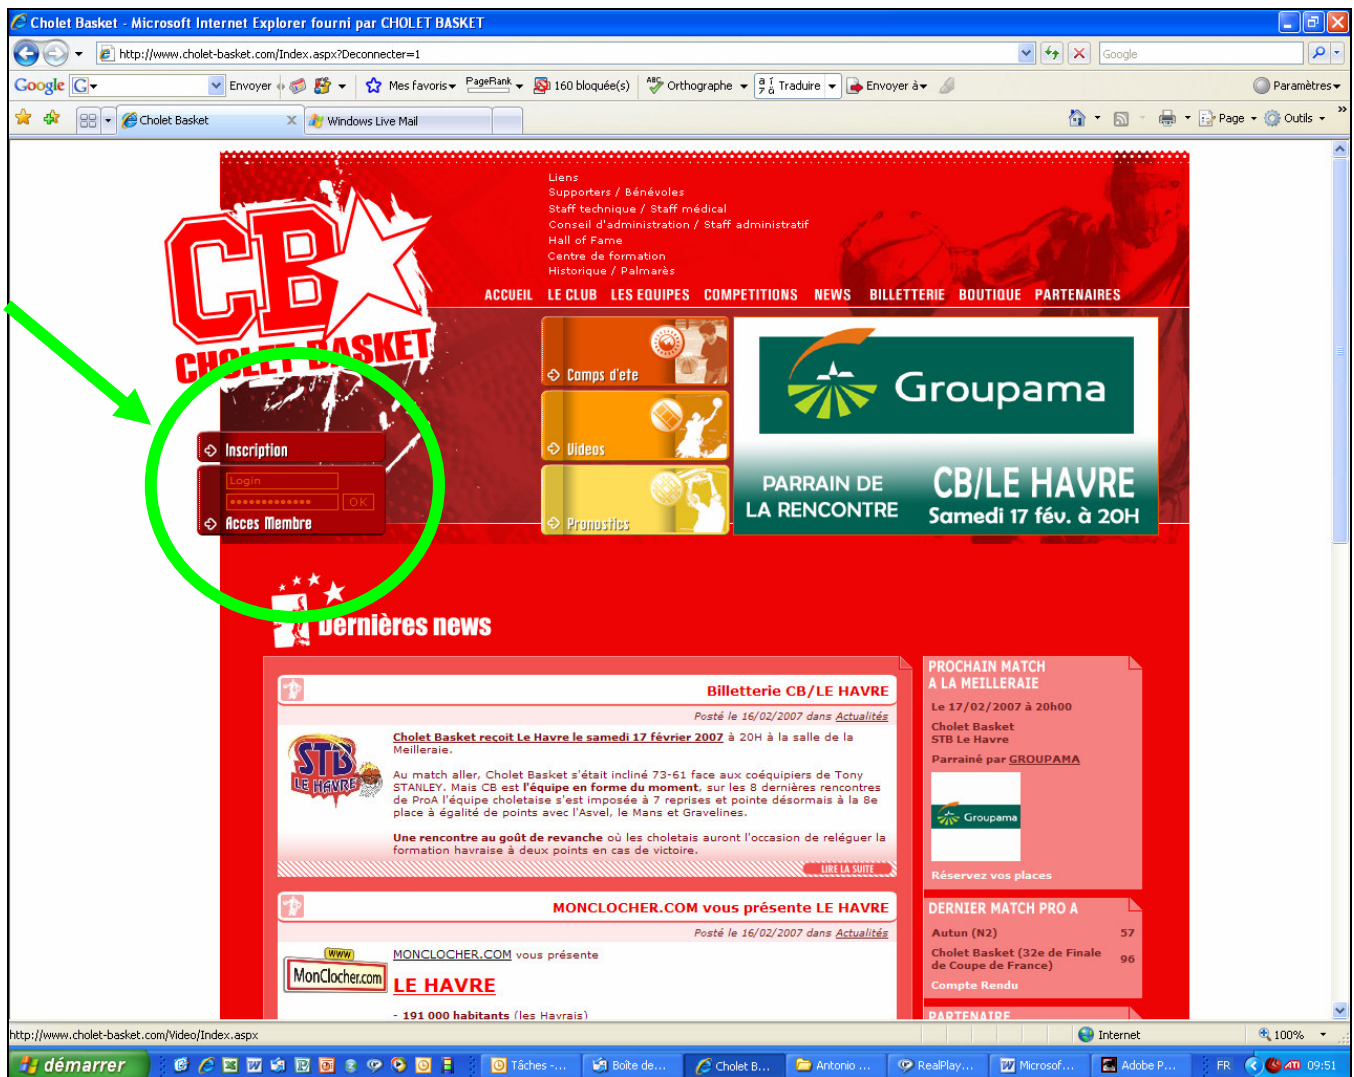 Cholet Basket - Microsoft Internet Explorer fourni par CHOLET BASKET
http://www.cholet-basket.com/Index.aspx?Deconnecter=1
Google
Google G Envoyer Mes favoris PageRank 160 bloquée(s) Orthographe Traduire Envoyer à Paramètres
Cholet Basket
Windows Live Mail
Page Outils
Liens
Supporters / Bénévoles
Staff technique / Staff médical
Conseil d'administration / Staff administratif
Hall of Fame
Centre de formation
Historique / Palmarès
ACCUEIL LE CLUB LES EQUIPES COMPETITIONS NEWS BILLETTERIE BOUTIQUE PARTENAIRES
CB
CHOLET BASKET
Inscription
Login
OK
Acces Membre
Camps d'ete
Videos
Pronostics
Groupama
PARRAIN DE
LA RENCONTRE
CB/LE HAVRE
Samedi 17 fév. à 20H
Dernières news
Billetterie CB/LE HAVRE
Posté le 16/02/2007 dans Actualités
STB
LE HAVRE
Cholet Basket reçoit Le Havre le samedi 17 février 2007 à 20H à la salle de la
Meilleraie.
Au match aller, Cholet Basket s'était incliné 73-61 face aux coéquipiers de Tony
STANLEY. Mais CB est l'équipe en forme du moment, sur les 8 dernières rencontres
de ProA l'équipe choletaise s'est imposée à 7 reprises et pointe désormais à la 8e
place à égalité de points avec l'Asvel, le Mans et Gravelines.
Une rencontre au goût de revanche où les choletais auront l'occasion de reléguer la
formation havraise à deux points en cas de victoire.
LIRE LA SUITE
MONCLOCHER.COM vous présente LE HAVRE
Posté le 16/02/2007 dans Actualités
www
MonClocher.com
MONCLOCHER.COM vous présente
LE HAVRE
- 191 000 habitants (les Havrais)
PROCHAIN MATCH
A LA MEILLERAIE
Le 17/02/2007 à 20h00
Cholet Basket
STB Le Havre
Parrainé par GROUPAMA
Groupama
Réservez vos places
DERNIER MATCH PRO A
Autun (N2) 57
Cholet Basket (32e de Finale
de Coupe de France) 96
Compte Rendu
PARTENAIRE
http://www.cholet-basket.com/Video/Index.aspx
Internet
100%
démarrer
Tâches -...
Boîte de...
Cholet B...
Antonio ...
RealPlay...
Microsof...
Adobe P...
FR
09:51